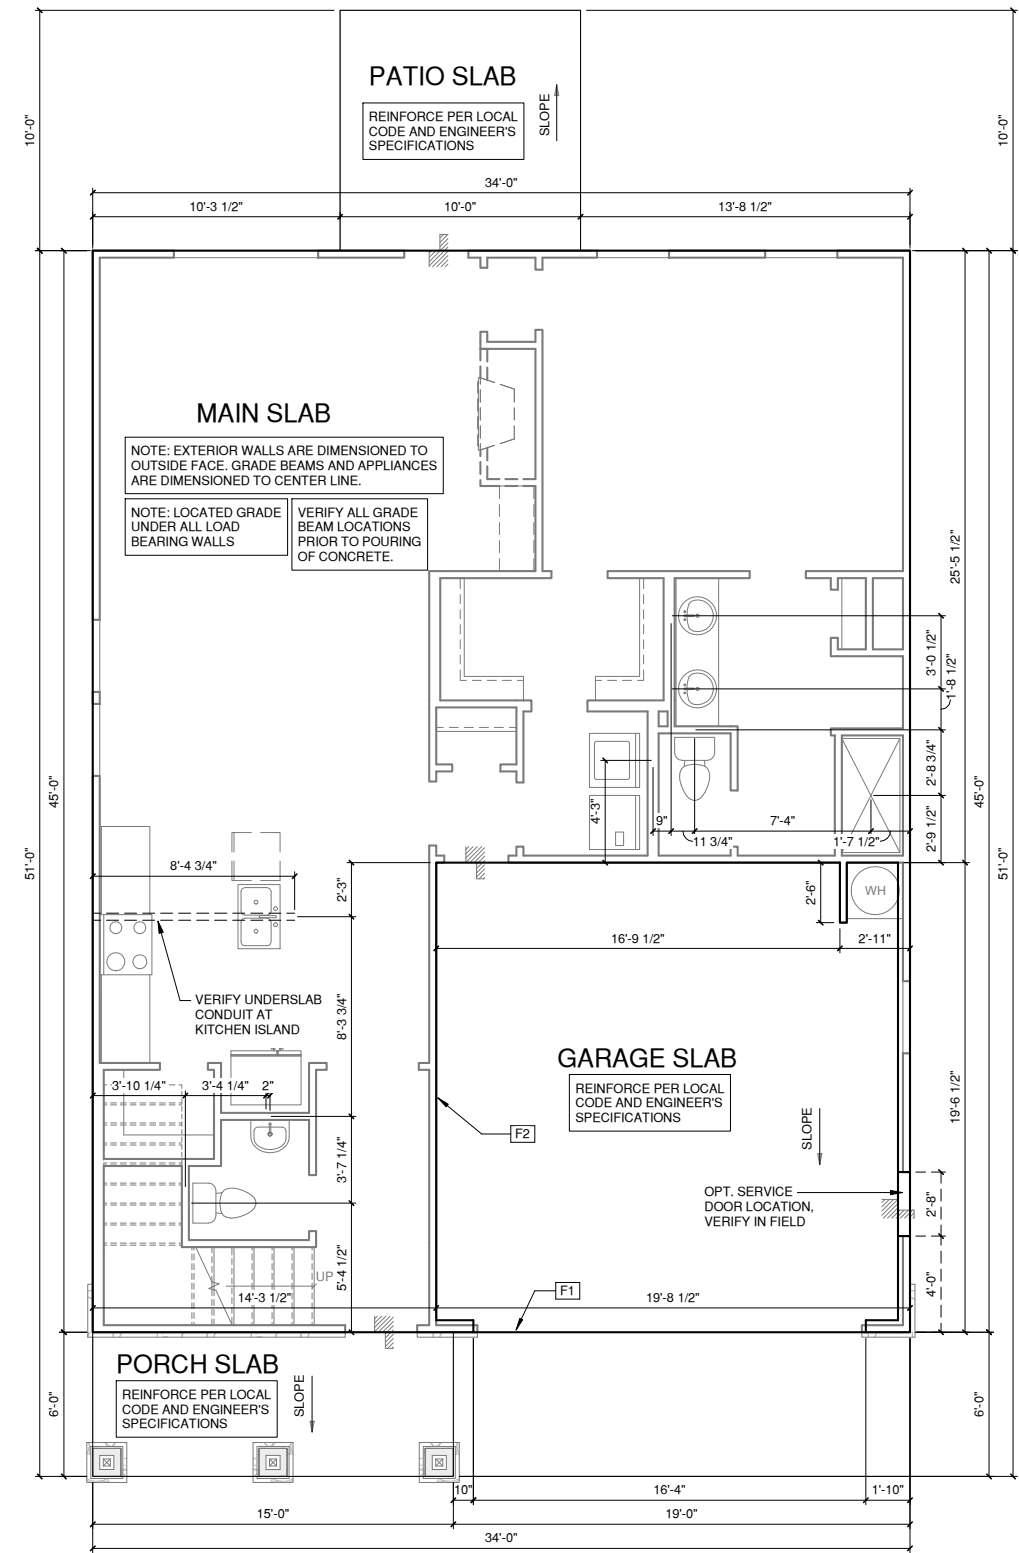 PATIO SLAB
REINFORCE PER LOCAL
CODE AND ENGINEER'S
SPECIFICATIONS
SLOPE
10'-0"
10'-0"
34'-0"
10'-3 1/2"
10'-0"
13'-8 1/2"
MAIN SLAB
NOTE: EXTERIOR WALLS ARE DIMENSIONED TO
OUTSIDE FACE. GRADE BEAMS AND APPLIANCES
ARE DIMENSIONED TO CENTER LINE.
NOTE: LOCATED GRADE
UNDER ALL LOAD
BEARING WALLS
VERIFY ALL GRADE
BEAM LOCATIONS
PRIOR TO POURING
OF CONCRETE.
25'-5 1/2"
3'-0 1/2"
1'-8 1/2"
2'-8 3/4"
2'-9 1/2"
45'-0"
51'-0"
45'-0"
51'-0"
4'-3"
9"
11 3/4"
7'-4"
1'-7 1/2"
8'-4 3/4"
2'-3"
2'-6"
WH
16'-9 1/2"
2'-11"
VERIFY UNDERSLAB
CONDUIT AT
KITCHEN ISLAND
8'-3 3/4"
GARAGE SLAB
REINFORCE PER LOCAL
CODE AND ENGINEER'S
SPECIFICATIONS
SLOPE
19'-6 1/2"
3'-10 1/4"
3'-4 1/4"
2"
F2
3'-7 1/4"
OPT. SERVICE
DOOR LOCATION,
VERIFY IN FIELD
2'-8"
4'-0"
5'-4 1/2"
UP
14'-3 1/2"
F1
19'-8 1/2"
PORCH SLAB
REINFORCE PER LOCAL
CODE AND ENGINEER'S
SPECIFICATIONS
SLOPE
6'-0"
6'-0"
10"
16'-4"
1'-10"
15'-0"
19'-0"
34'-0"